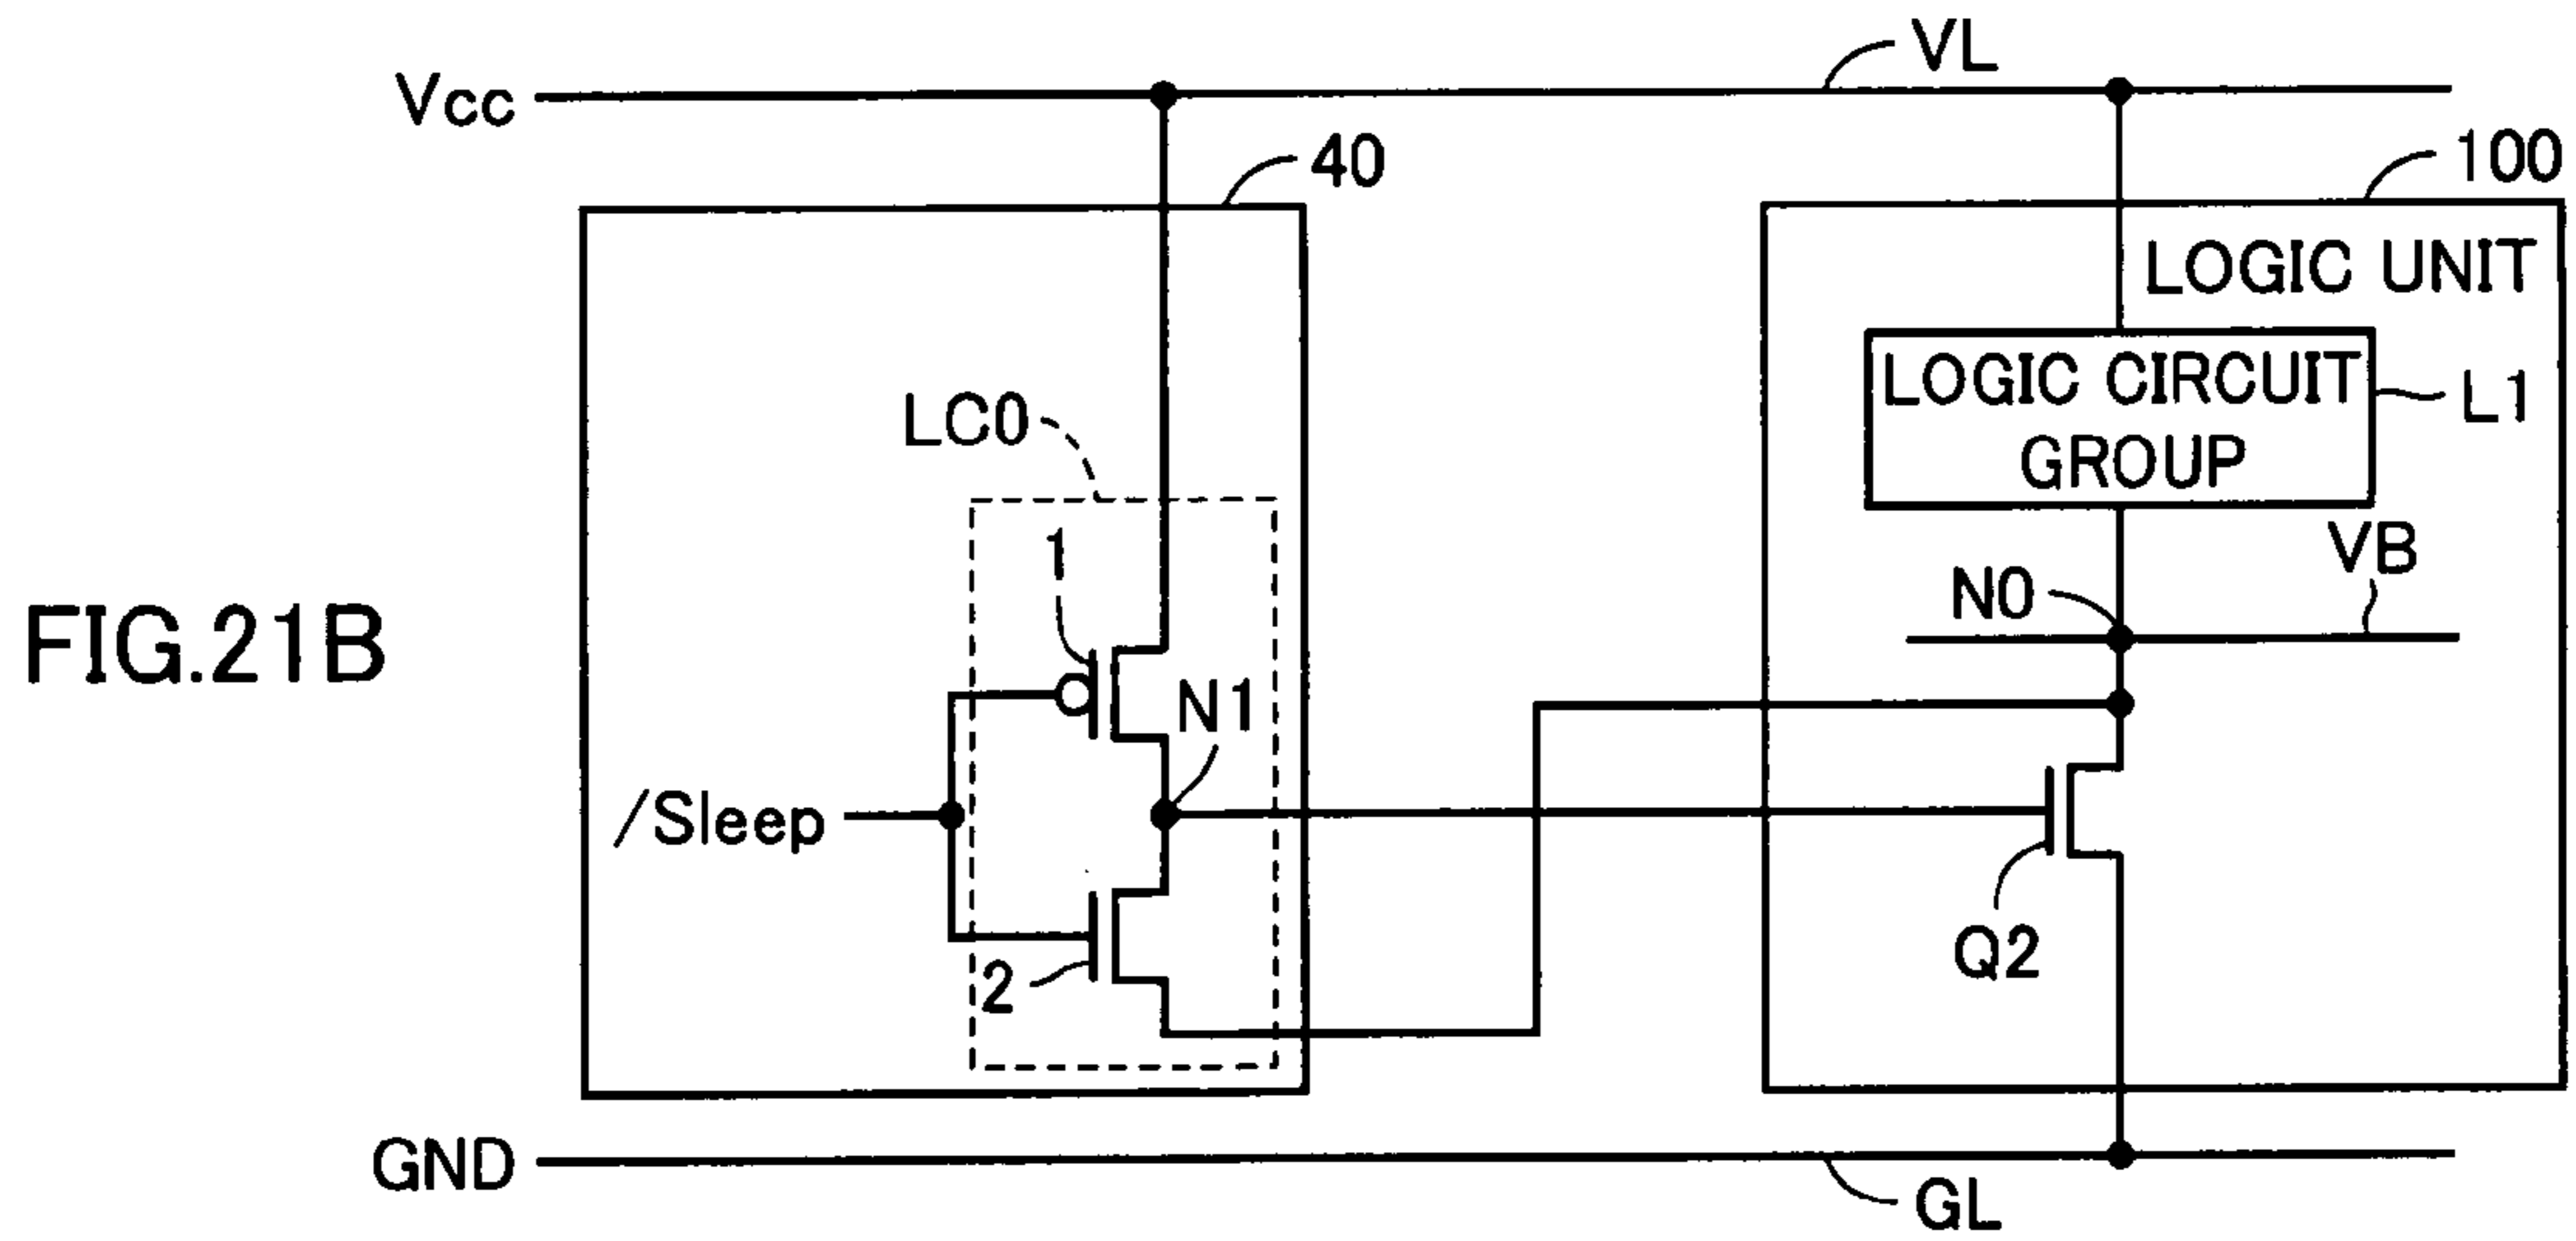 VL
Vcc
40
100
LOGIC UNIT
LC0
LOGIC CIRCUIT
GROUP
L1
1
VB
N0
FIG.21B
N1
/Sleep
2
Q2
GND
GL